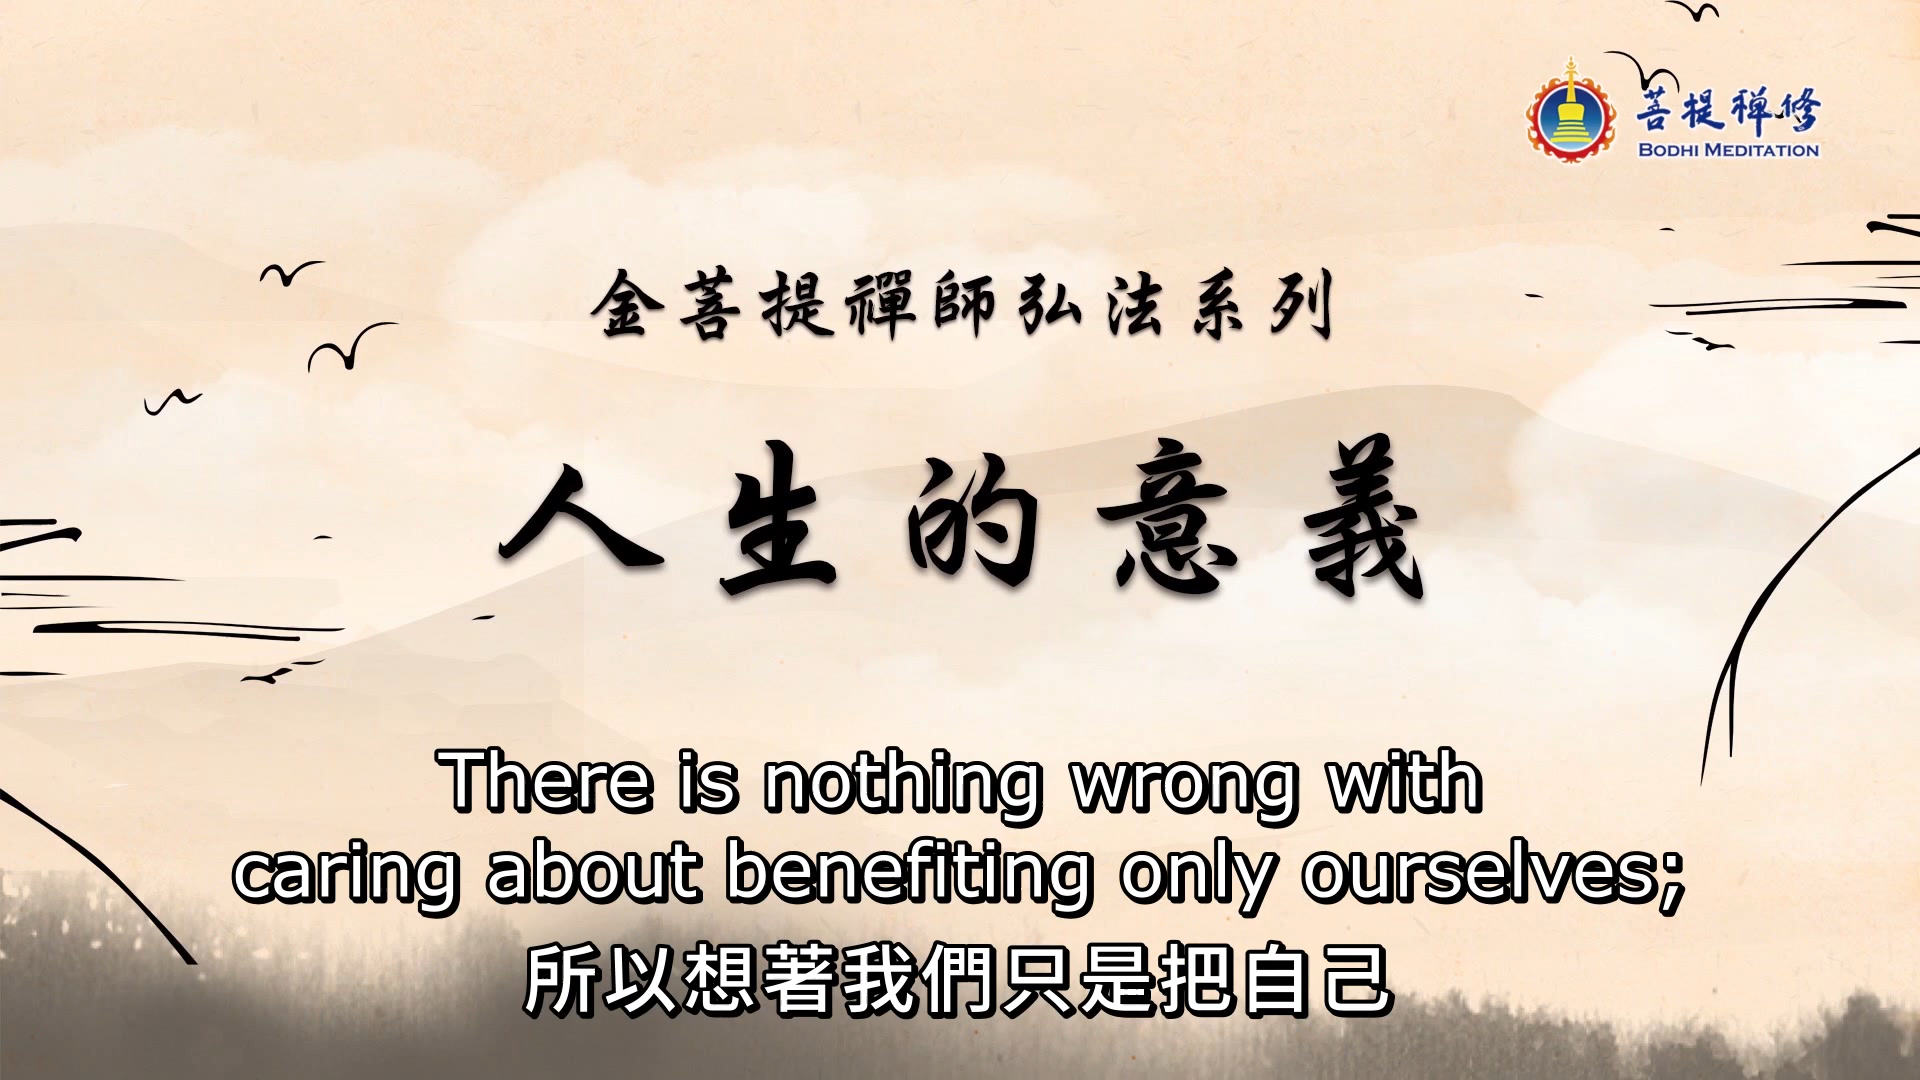 菩提禪修
BODHI MEDITATION
金菩提禪師弘法系列
人生的意義
There is nothing wrong with
caring about benefiting only ourselves;
所以想著我們只是把自己